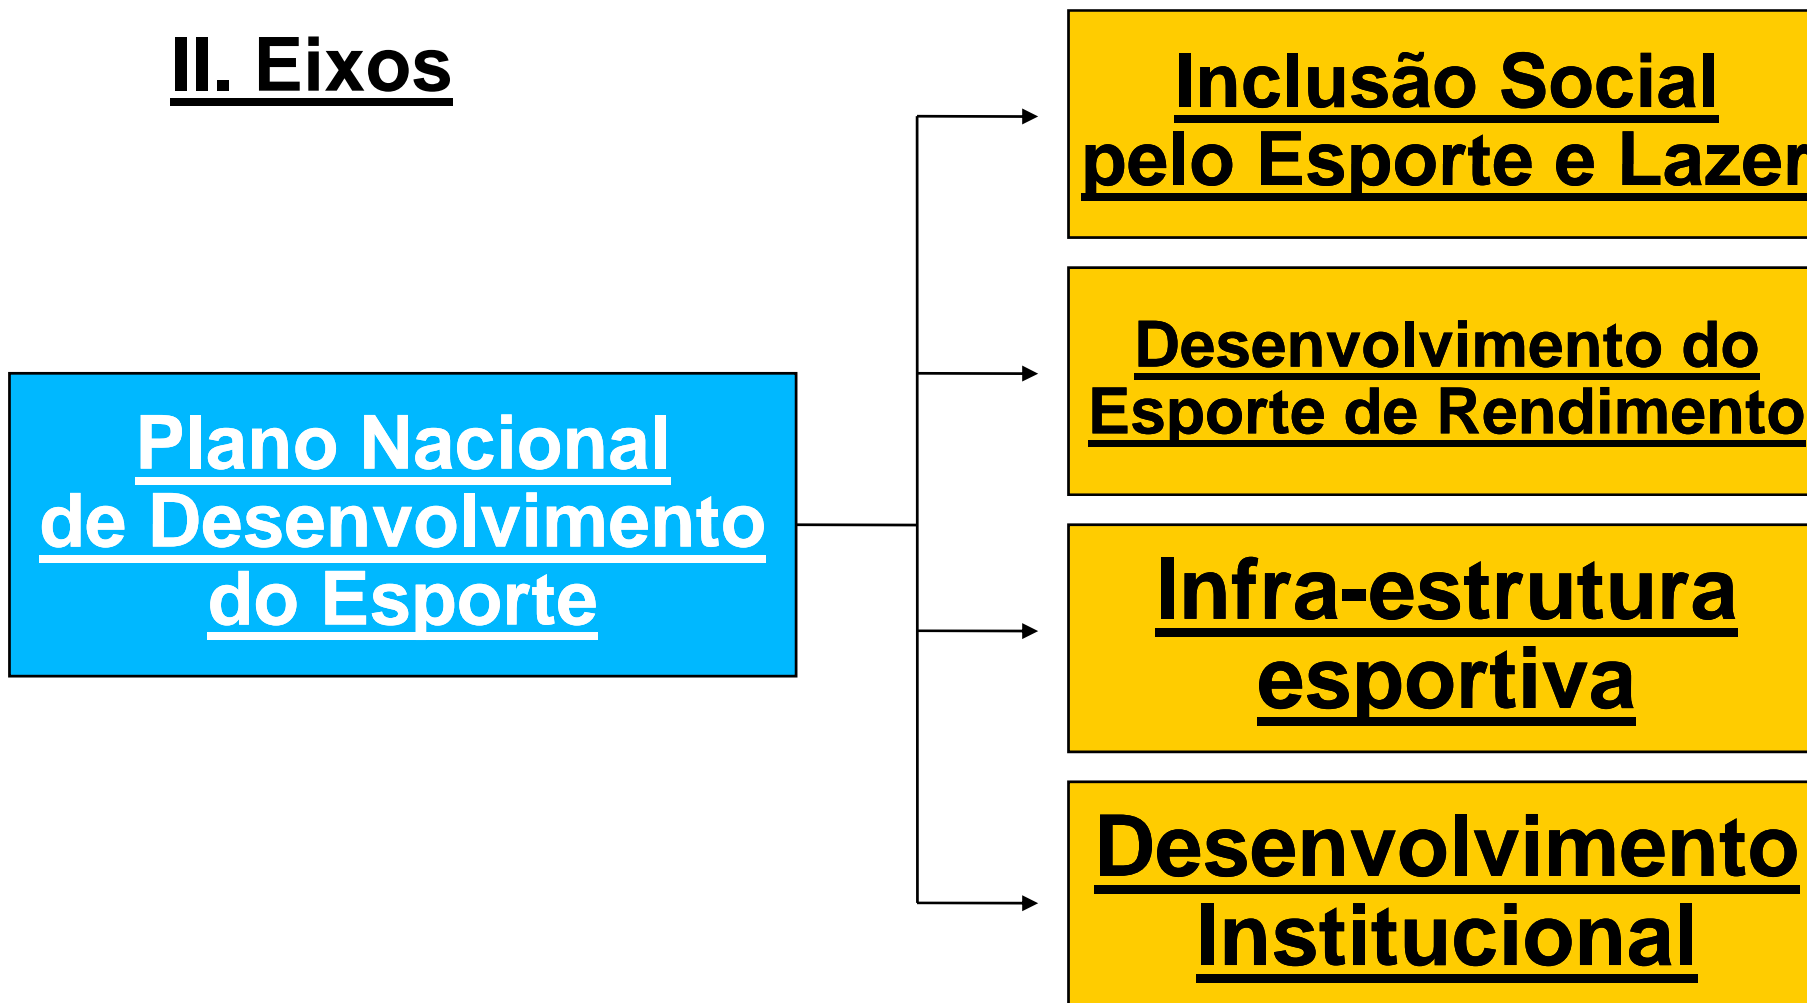 II. Eixos
Inclusão Social
pelo Esporte e Lazer
Desenvolvimento do
Esporte de Rendimento
Plano Nacional
de Desenvolvimento
do Esporte
Infra-estrutura
esportiva
Desenvolvimento
Institucional